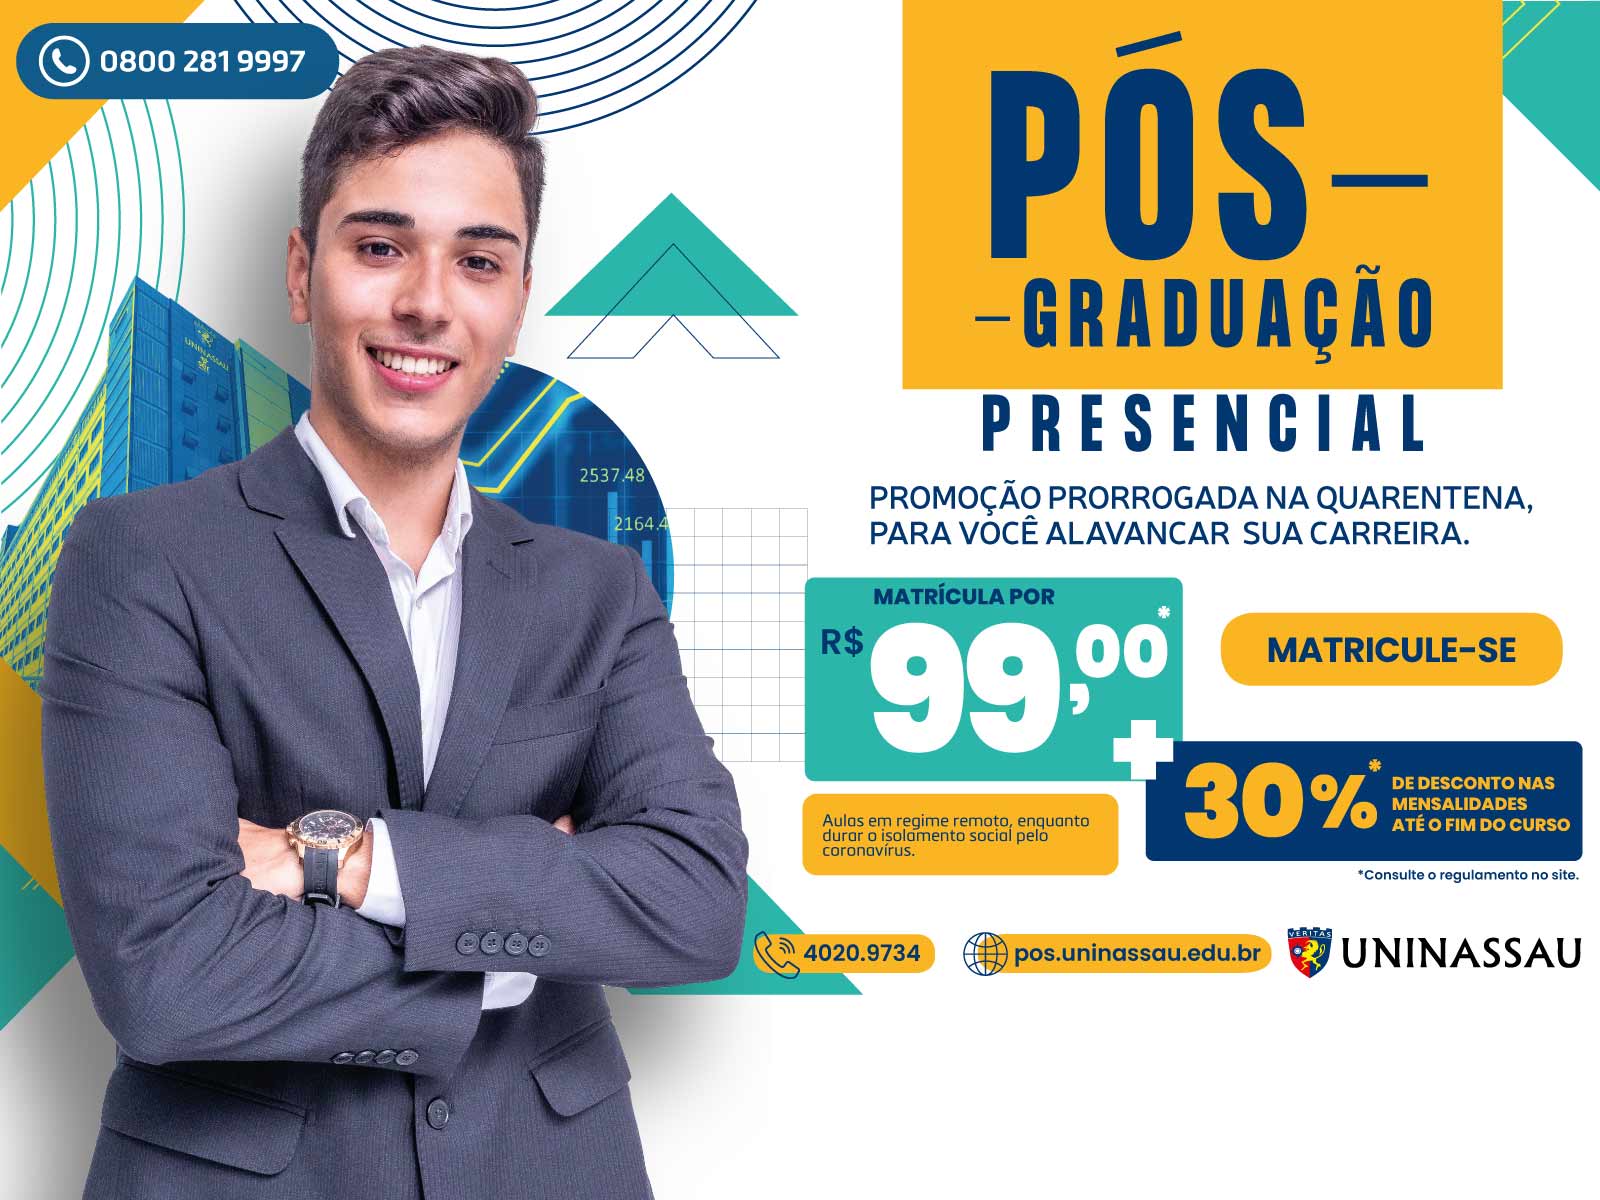 0800 281 9997
PÓS-
-GRADUAÇÃO
PRESENCIAL
PROMOÇÃO PRORROGADA NA QUARENTENA,
PARA VOCÊ ALAVANCAR SUA CARREIRA.
MATRÍCULA POR
R$ 99,00*
+
MATRICULE-SE
30%*
DE DESCONTO NAS
MENSALIDADES
ATÉ O FIM DO CURSO
Aulas em regime remoto, enquanto
durar o isolamento social pelo
coronavírus.
*Consulte o regulamento no site.
4020.9734
pos.uninassau.edu.br
VERITAS
UNINASSAU
UNINASSAU
2537.48
2164.4